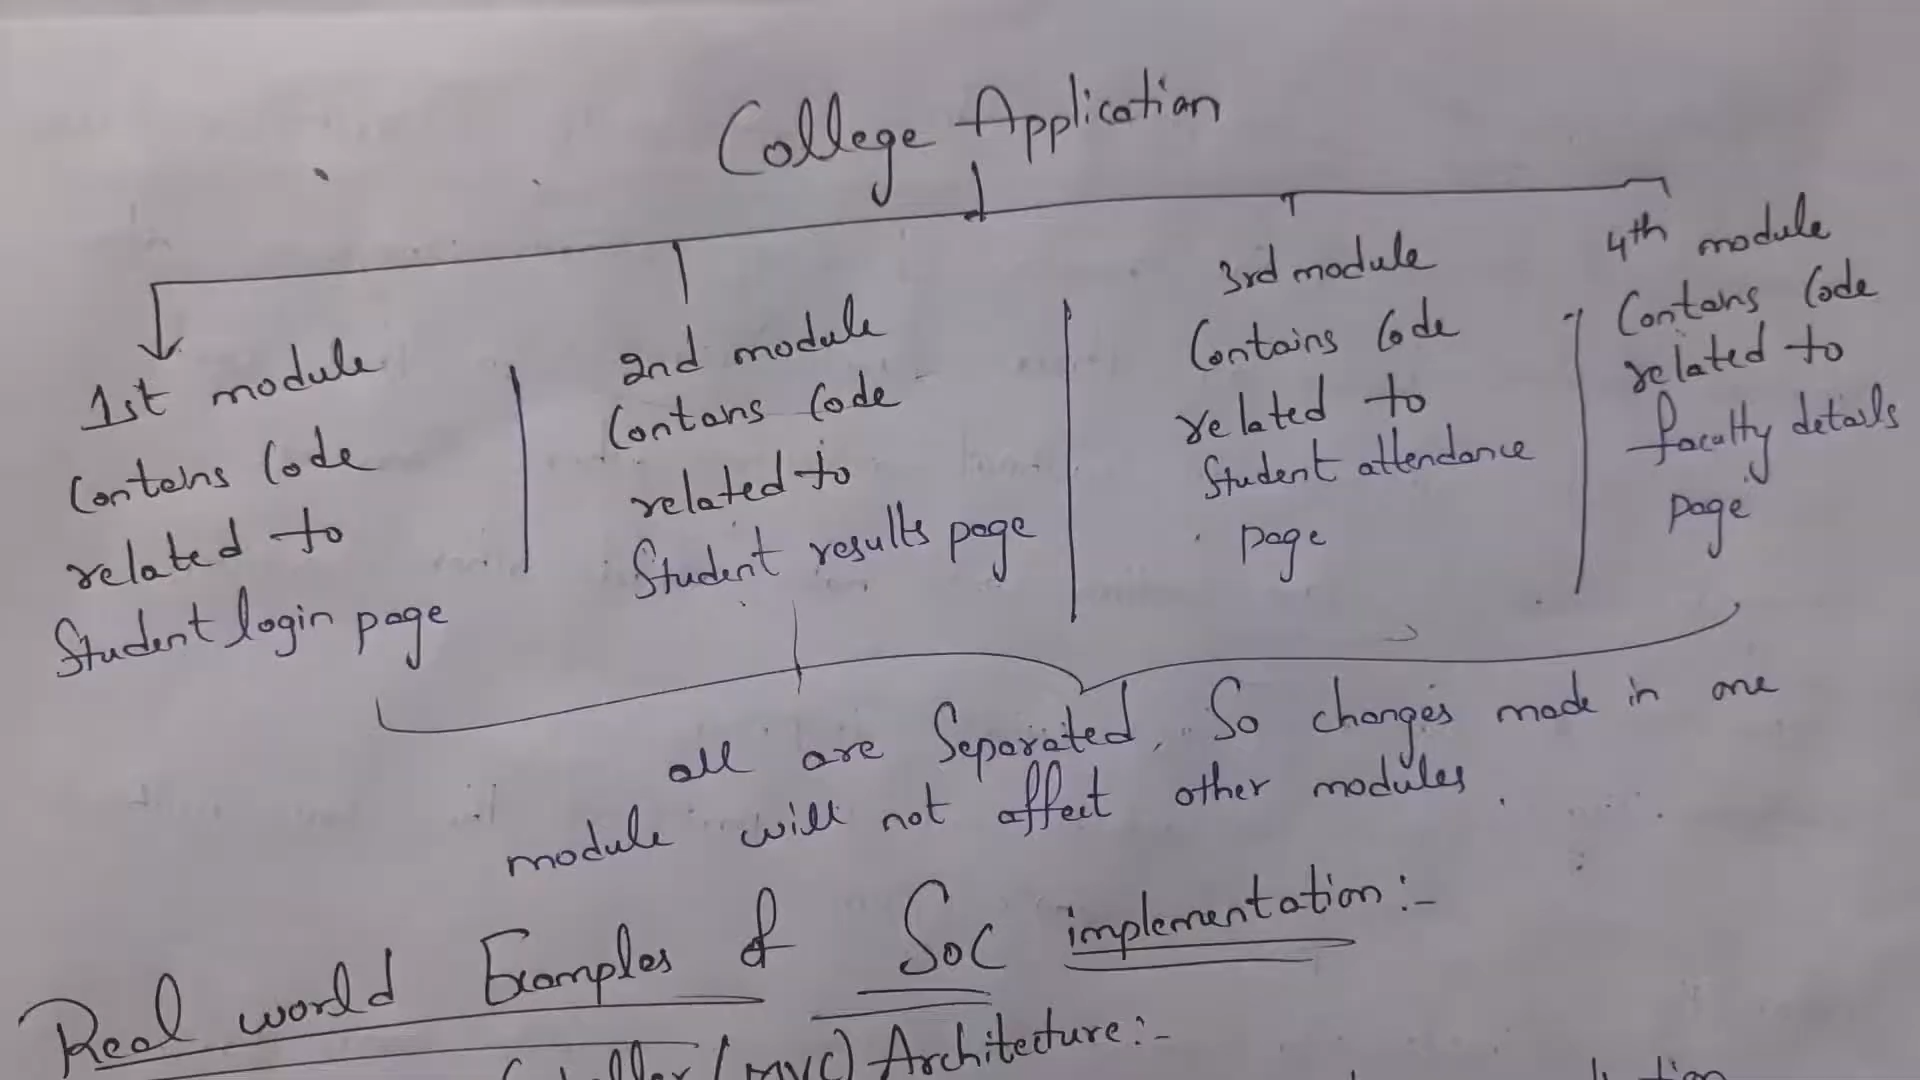 College Application
1st module
Contains Code
related to
Student login page
2nd module
Contans Code
related to
Student results page
3rd module
Contains Code
related to
Student attendance
page
4th module
Contans Code
related to
faculty details
page
all are Separated. So changes made in one
module will not affect other modules.
Real world Examples of SoC implementation:-
(MVC) Architecture:-